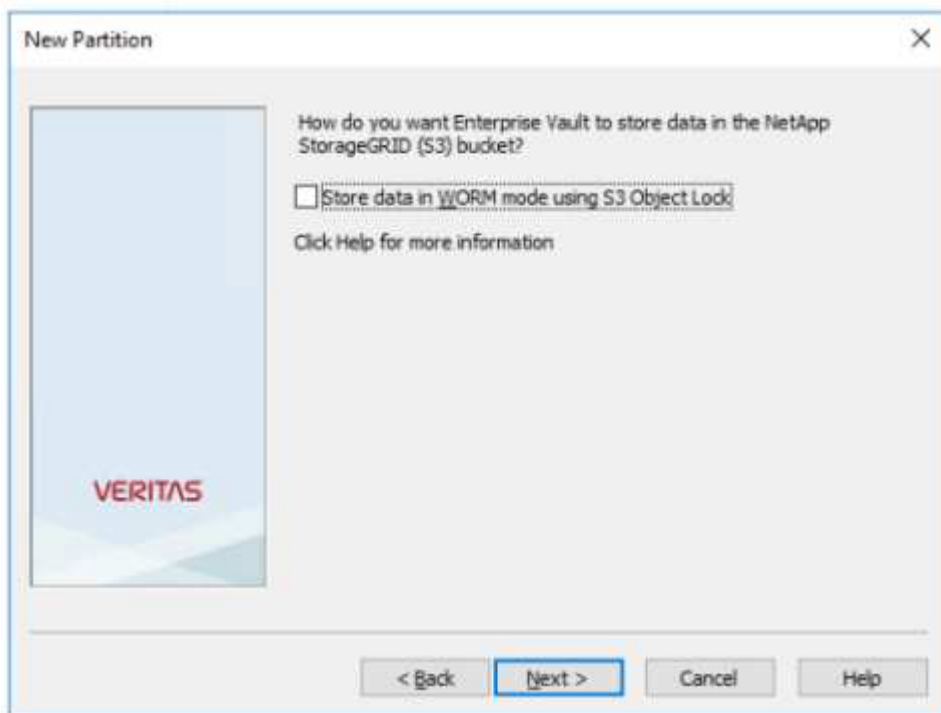 New Partition
How do you want Enterprise Vault to store data in the NetApp
StorageGRID (S3) bucket?
Store data in WORM mode using S3 Object Lock
Click Help for more information
VERITAS
< Back
Next >
Cancel
Help